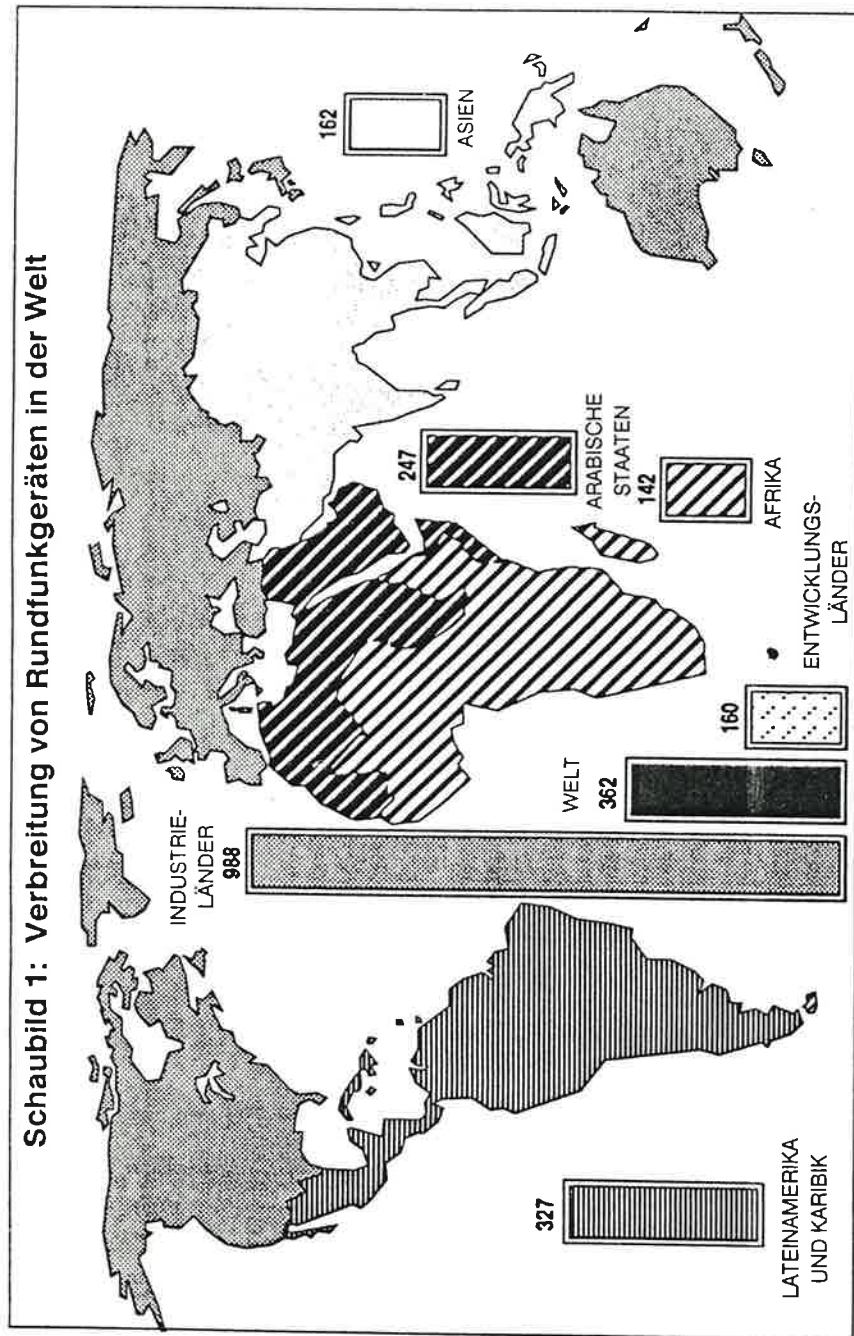 Schaubild 1: Verbreitung von Rundfunkgeräten in der Welt
INDUSTRIE-
LÄNDER
988
WELT
362
160
ENTWICKLUNGS-
LÄNDER
247
ARABISCHE
STAATEN
142
AFRIKA
162
ASIEN
327
LATEINAMERIKA
UND KARIBIK